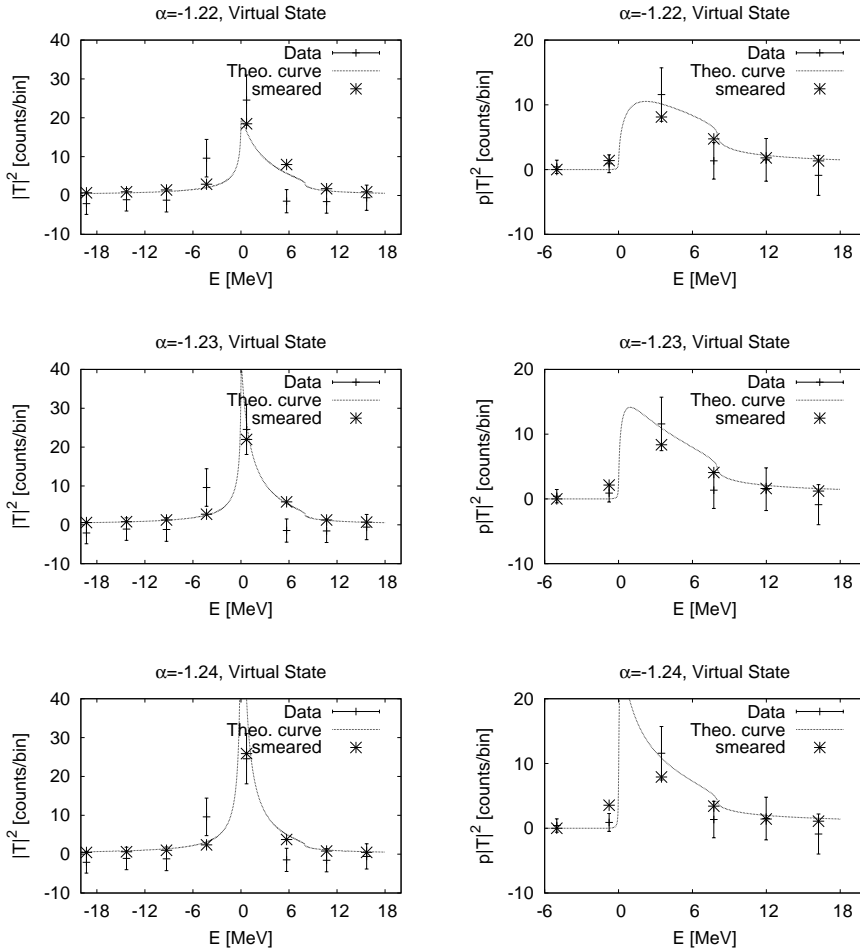 α=-1.22, Virtual State
|T|² [counts/bin]
40
30
20
10
0
-10
Data
Theo. curve
smeared
-18 -12 -6 0 6 12 18
E [MeV]
α=-1.22, Virtual State
p|T|² [counts/bin]
20
10
0
-10
Data
Theo. curve
smeared
-6 0 6 12 18
E [MeV]
α=-1.23, Virtual State
|T|² [counts/bin]
40
30
20
10
0
-10
Data
Theo. curve
smeared
-18 -12 -6 0 6 12 18
E [MeV]
α=-1.23, Virtual State
p|T|² [counts/bin]
20
10
0
-10
Data
Theo. curve
smeared
-6 0 6 12 18
E [MeV]
α=-1.24, Virtual State
|T|² [counts/bin]
40
30
20
10
0
-10
Data
Theo. curve
smeared
-18 -12 -6 0 6 12 18
E [MeV]
α=-1.24, Virtual State
p|T|² [counts/bin]
20
10
0
-10
Data
Theo. curve
smeared
-6 0 6 12 18
E [MeV]